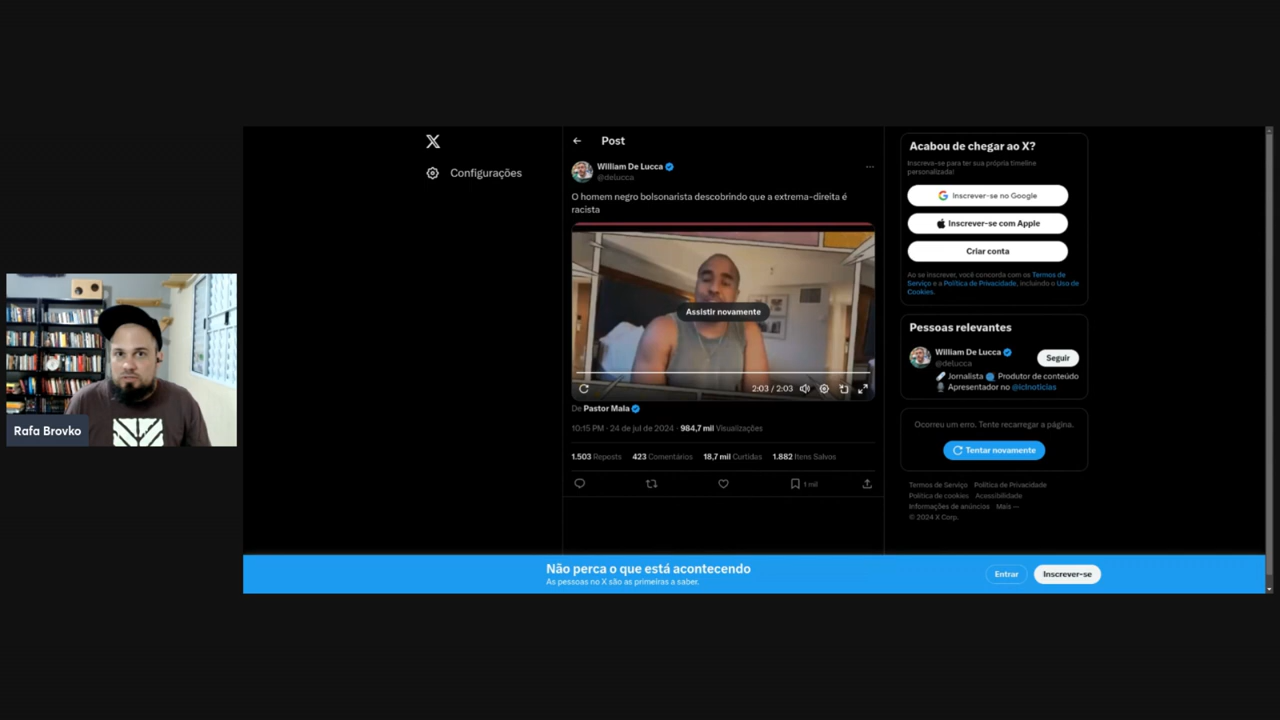 Rafa Brovko
Configurações
Post
William De Lucca
@delucca
O homem negro bolsonarista descobrindo que a extrema-direita é
racista
Assistir novamente
2:03 / 2:03
De Pastor Mala
10:15 PM · 24 de jul de 2024 · 984,7 mil Visualizações
1.503 Reposts 423 Comentários 18,7 mil Curtidas 1.882 Itens Salvos
1 mil
Acabou de chegar ao X?
Inscreva-se para ter sua própria timeline
personalizada!
Inscrever-se no Google
Inscrever-se com Apple
Criar conta
Ao se inscrever, você concorda com os Termos de
Serviço e a Política de Privacidade, incluindo o Uso de
Cookies.
Pessoas relevantes
William De Lucca
@delucca
Seguir
Jornalista Produtor de conteúdo
Apresentador no @iclnoticias
Ocorreu um erro. Tente recarregar a página.
Tentar novamente
Termos de Serviço Política de Privacidade
Política de cookies Acessibilidade
Informações de anúncios Mais —
© 2024 X Corp.
Não perca o que está acontecendo
As pessoas no X são as primeiras a saber.
Entrar
Inscrever-se